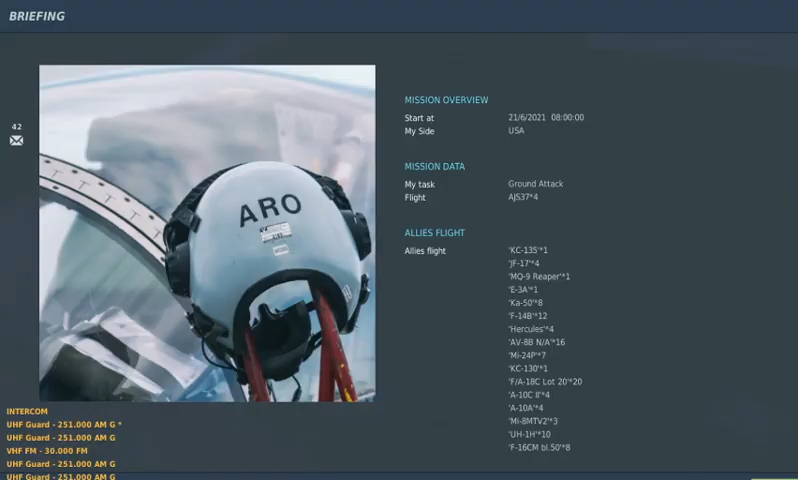 BRIEFING
42
ARO
MISSION OVERVIEW
Start at 21/6/2021 08:00:00
My Side USA
MISSION DATA
My task Ground Attack
Flight AJS37*4
ALLIES FLIGHT
Allies flight 'KC-135'*1
'JF-17'*4
'MQ-9 Reaper'*1
'E-3A'*1
'Ka-50'*8
'F-14B'*12
'Hercules'*4
'AV-8B N/A'*16
'Mi-24P'*7
'KC-130'*1
'F/A-18C Lot 20'*20
'A-10C II'*4
'A-10A'*4
'Mi-8MTV2'*3
'UH-1H'*10
'F-16CM bl.50'*8
INTERCOM
UHF Guard - 251.000 AM G *
UHF Guard - 251.000 AM G
VHF FM - 30.000 FM
UHF Guard - 251.000 AM G
UHF Guard - 251.000 AM G